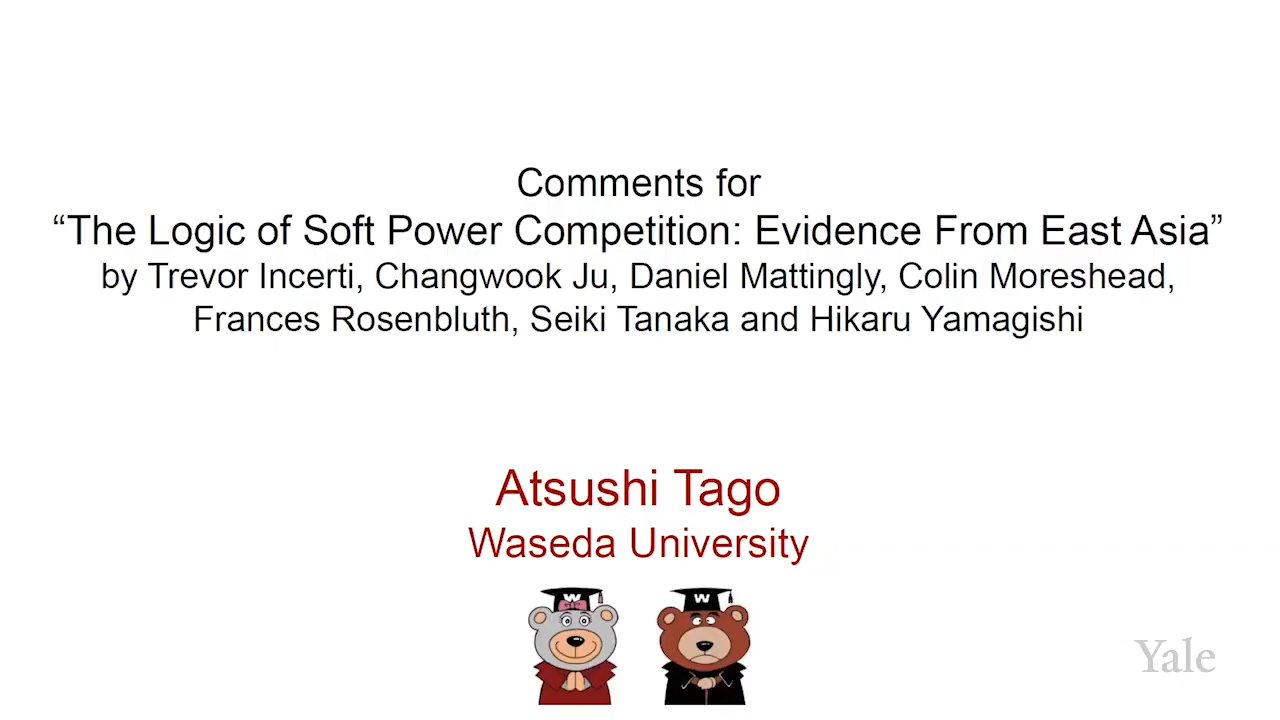 Comments for
“The Logic of Soft Power Competition: Evidence From East Asia”
by Trevor Incerti, Changwook Ju, Daniel Mattingly, Colin Moreshead,
Frances Rosenbluth, Seiki Tanaka and Hikaru Yamagishi
Atsushi Tago
Waseda University
W W
Yale